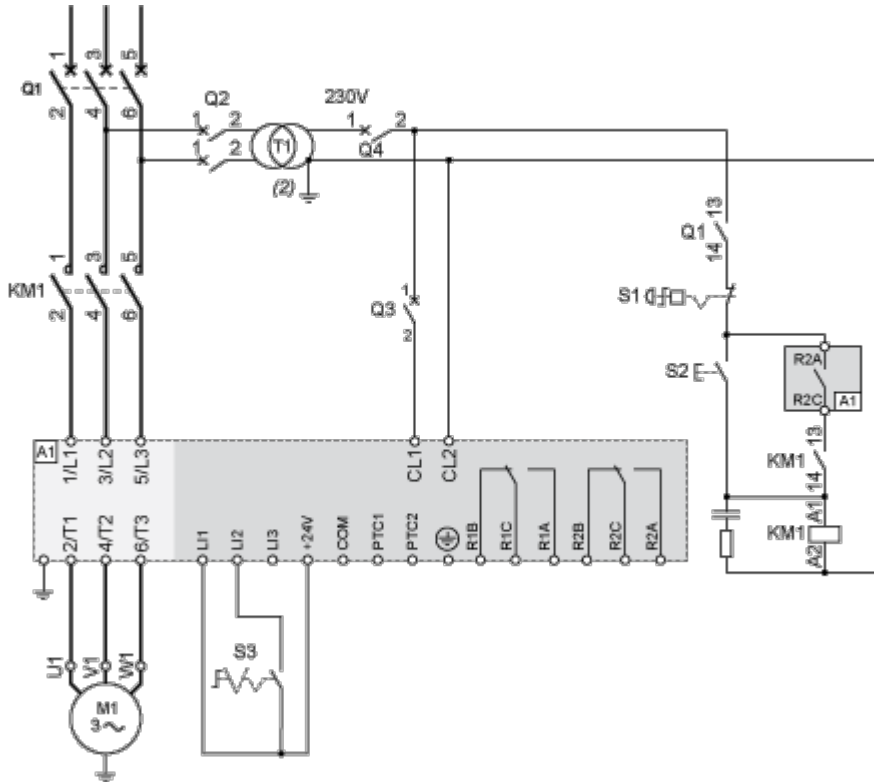 1 3 5
Q1
2 4 6
Q2 230V
1 2 1 2
T1 Q4
1 2
(2)
13
Q1
14
1 3 5
KM1
2 4 6
1
Q3
2
S1
S2
R2A
R2C A1
13
KM1
14
A1
KM1
A2
A1
1/L1 3/L2 5/L3 CL1 CL2
2/T1 4/T2 6/T3 LI1 LI2 LI3 +24V COM PTC1 PTC2 R1B R1C R1A R2B R2C R2A
S3
U1 V1 W1
M1
3~